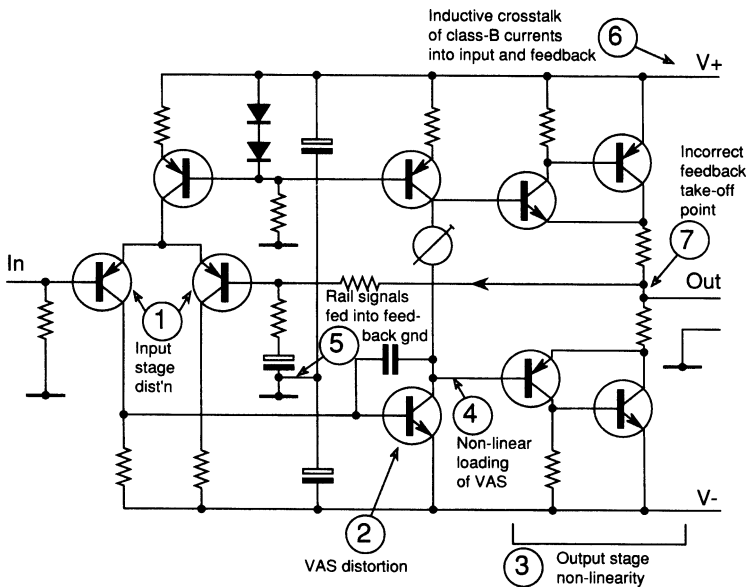 Inductive crosstalk
of class-B currents
into input and feedback
6
V+
Incorrect
feedback
take-off
point
7
In
Out
1
Input
stage
dist'n
Rail signals
fed into feed-
back gnd
5
4
Non-linear
loading
of VAS
V-
2
VAS distortion
3
Output stage
non-linearity